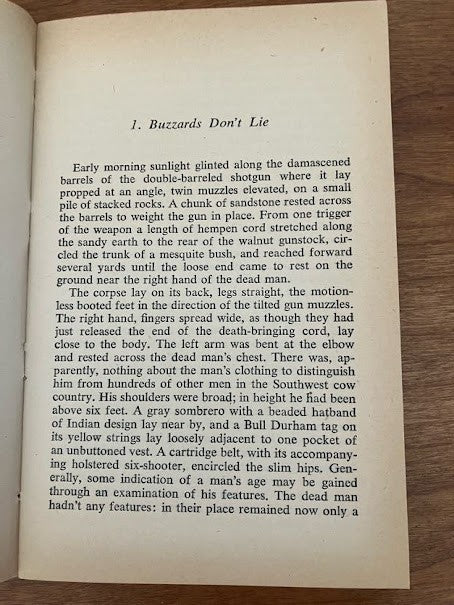 1. Buzzards Don't Lie
Early morning sunlight glinted along the damascened
barrels of the double-barreled shotgun where it lay
propped at an angle, twin muzzles elevated, on a small
pile of stacked rocks. A chunk of sandstone rested across
the barrels to weight the gun in place. From one trigger
of the weapon a length of hempen cord stretched along
the sandy earth to the rear of the walnut gunstock, cir-
cled the trunk of a mesquite bush, and reached forward
several yards until the loose end came to rest on the
ground near the right hand of the dead man.
The corpse lay on its back, legs straight, the motion-
less booted feet in the direction of the tilted gun muzzles.
The right hand, fingers spread wide, as though they had
just released the end of the death-bringing cord, lay
close to the body. The left arm was bent at the elbow
and rested across the dead man's chest. There was, ap-
parently, nothing about the man's clothing to distinguish
him from hundreds of other men in the Southwest cow
country. His shoulders were broad; in height he had been
above six feet. A gray sombrero with a beaded hatband
of Indian design lay near by, and a Bull Durham tag on
its yellow strings lay loosely adjacent to one pocket of
an unbuttoned vest. A cartridge belt, with its accompany-
ing holstered six-shooter, encircled the slim hips. Gen-
erally, some indication of a man's age may be gained
through an examination of his features. The dead man
hadn't any features: in their place remained now only a